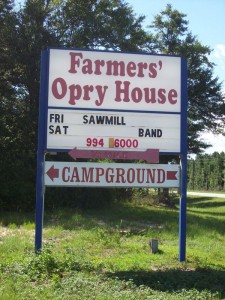 Farmers'
Opry House
FRI SAWMILL
SAT BAND
994 6000
CAMPGROUND